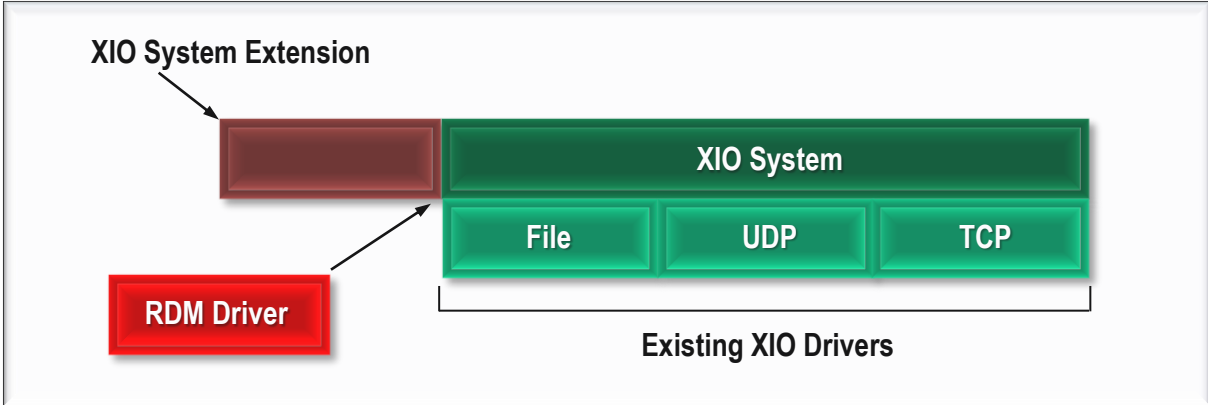 XIO System Extension
XIO System
File
UDP
TCP
RDM Driver
Existing XIO Drivers